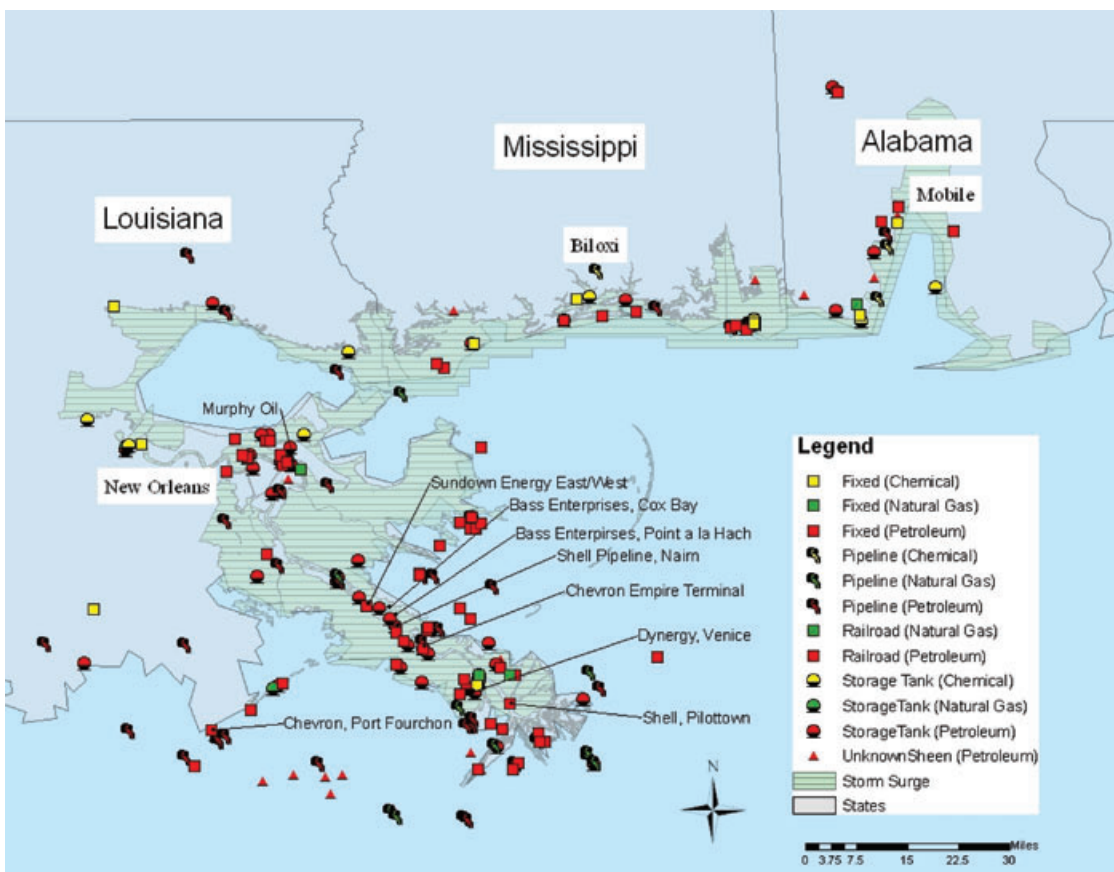 Mississippi
Alabama
Mobile
Louisiana
Biloxi
Murphy Oil
New Orleans
Sundown Energy East/West
Bass Enterprises, Cox Bay
Bass Enterpirses, Point a la Hach
Shell Pipeline, Nairn
Chevron Empire Terminal
Dynergy, Venice
Shell, Pilottown
Chevron, Port Fourchon
Legend
Fixed (Chemical)
Fixed (Natural Gas)
Fixed (Petroleum)
Pipeline (Chemical)
Pipeline (Natural Gas)
Pipeline (Petroleum)
Railroad (Natural Gas)
Railroad (Petroleum)
Storage Tank (Chemical)
StorageTank (Natural Gas)
StorageTank (Petroleum)
UnknownSheen (Petroleum)
Storm Surge
States
N
Miles
0 3.75 7.5 15 22.5 30